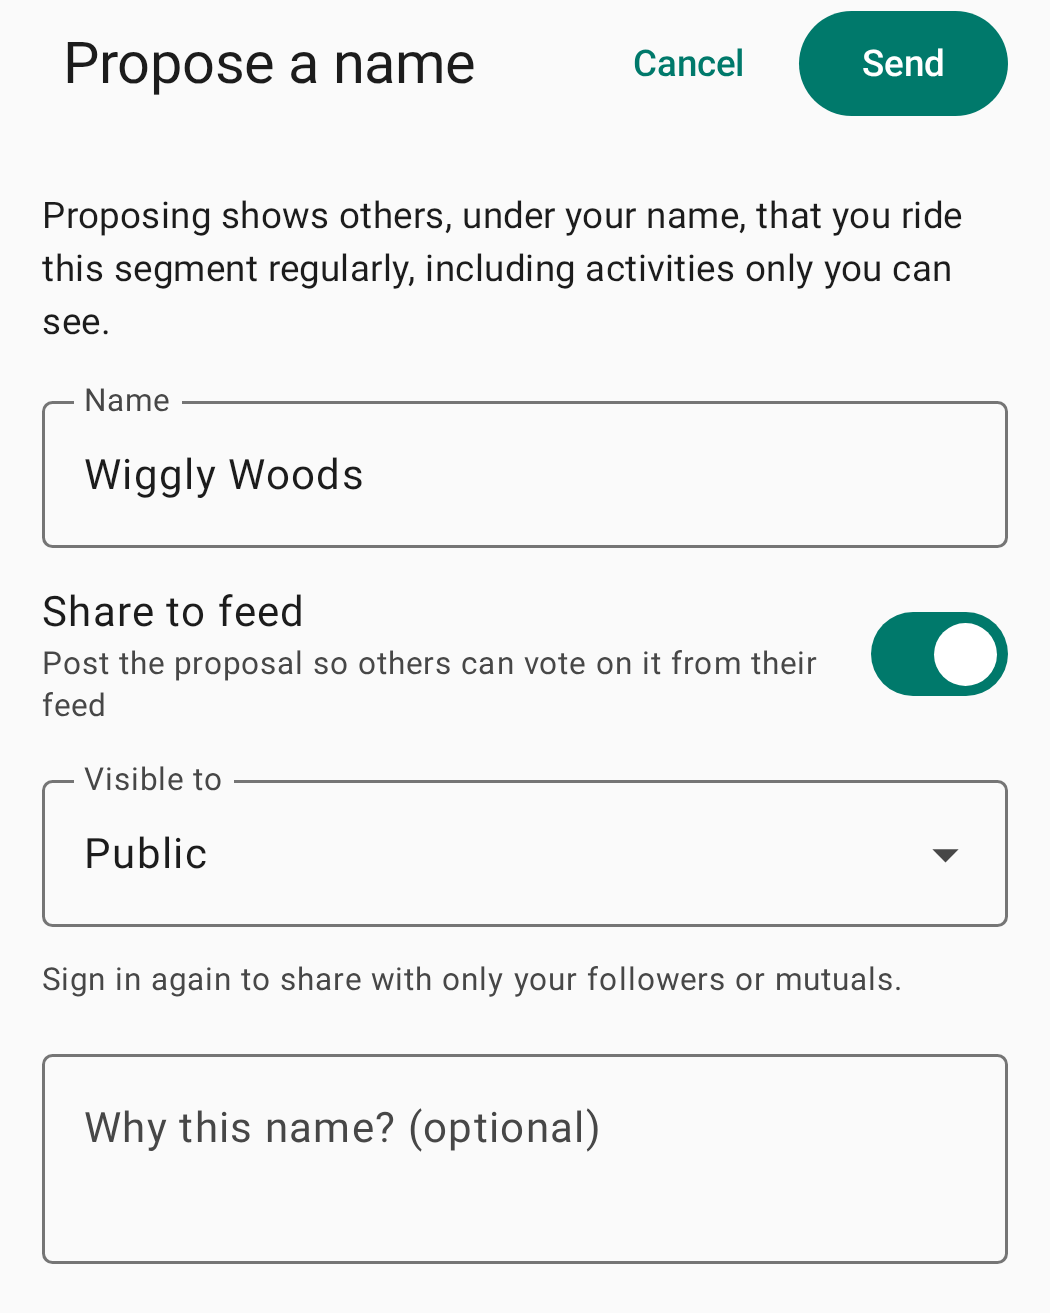 Propose a name
Cancel
Send
Proposing shows others, under your name, that you ride
this segment regularly, including activities only you can
see.
Name
Wiggly Woods
Share to feed
Post the proposal so others can vote on it from their
feed
Visible to
Public
Sign in again to share with only your followers or mutuals.
Why this name? (optional)